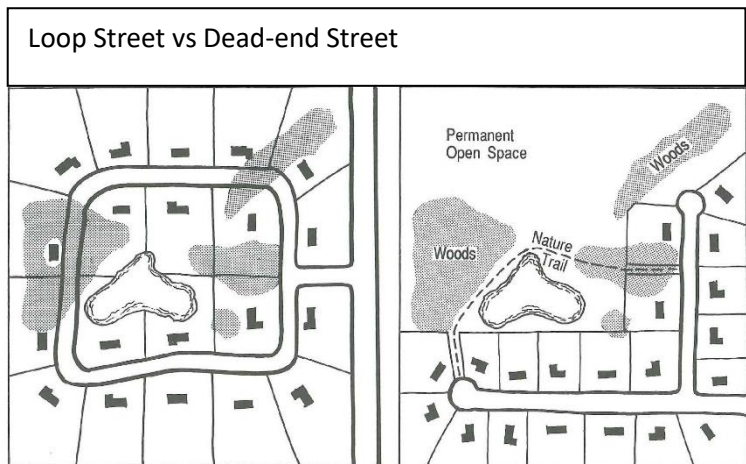 Loop Street vs Dead-end Street
Permanent
Open Space
Woods
Woods
Nature
Trail